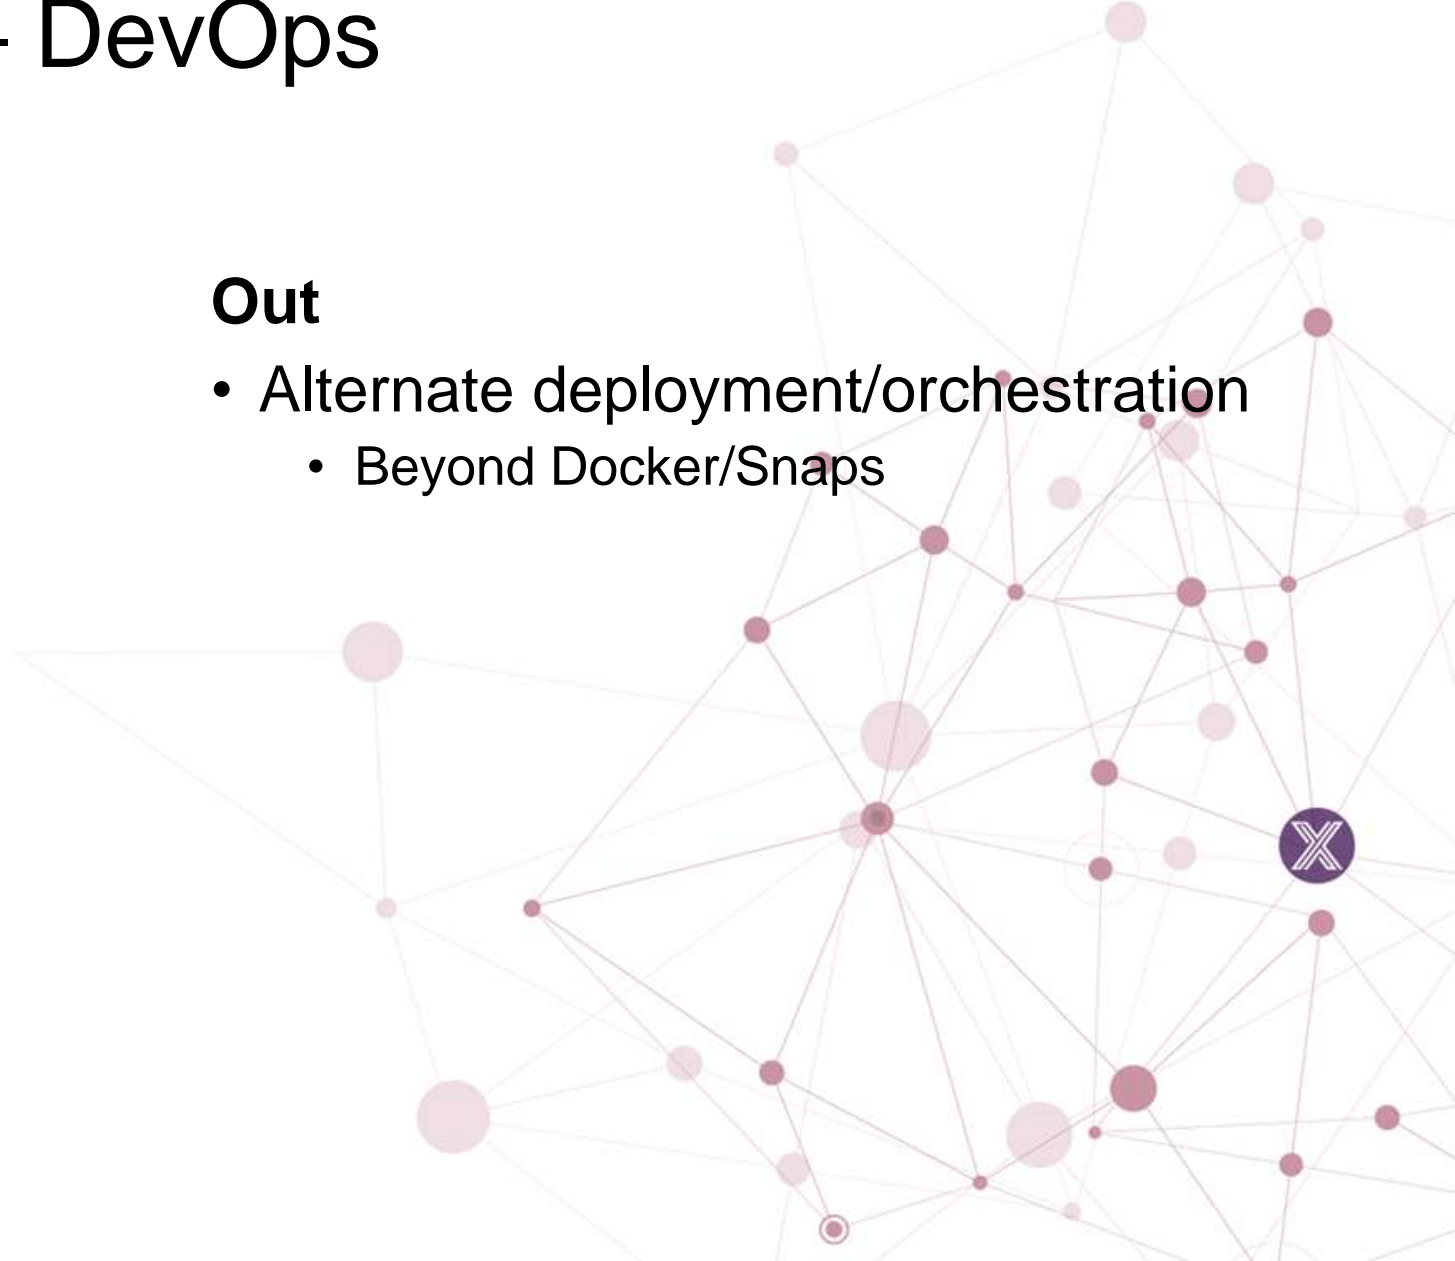 - DevOps
Out
• Alternate deployment/orchestration
• Beyond Docker/Snaps